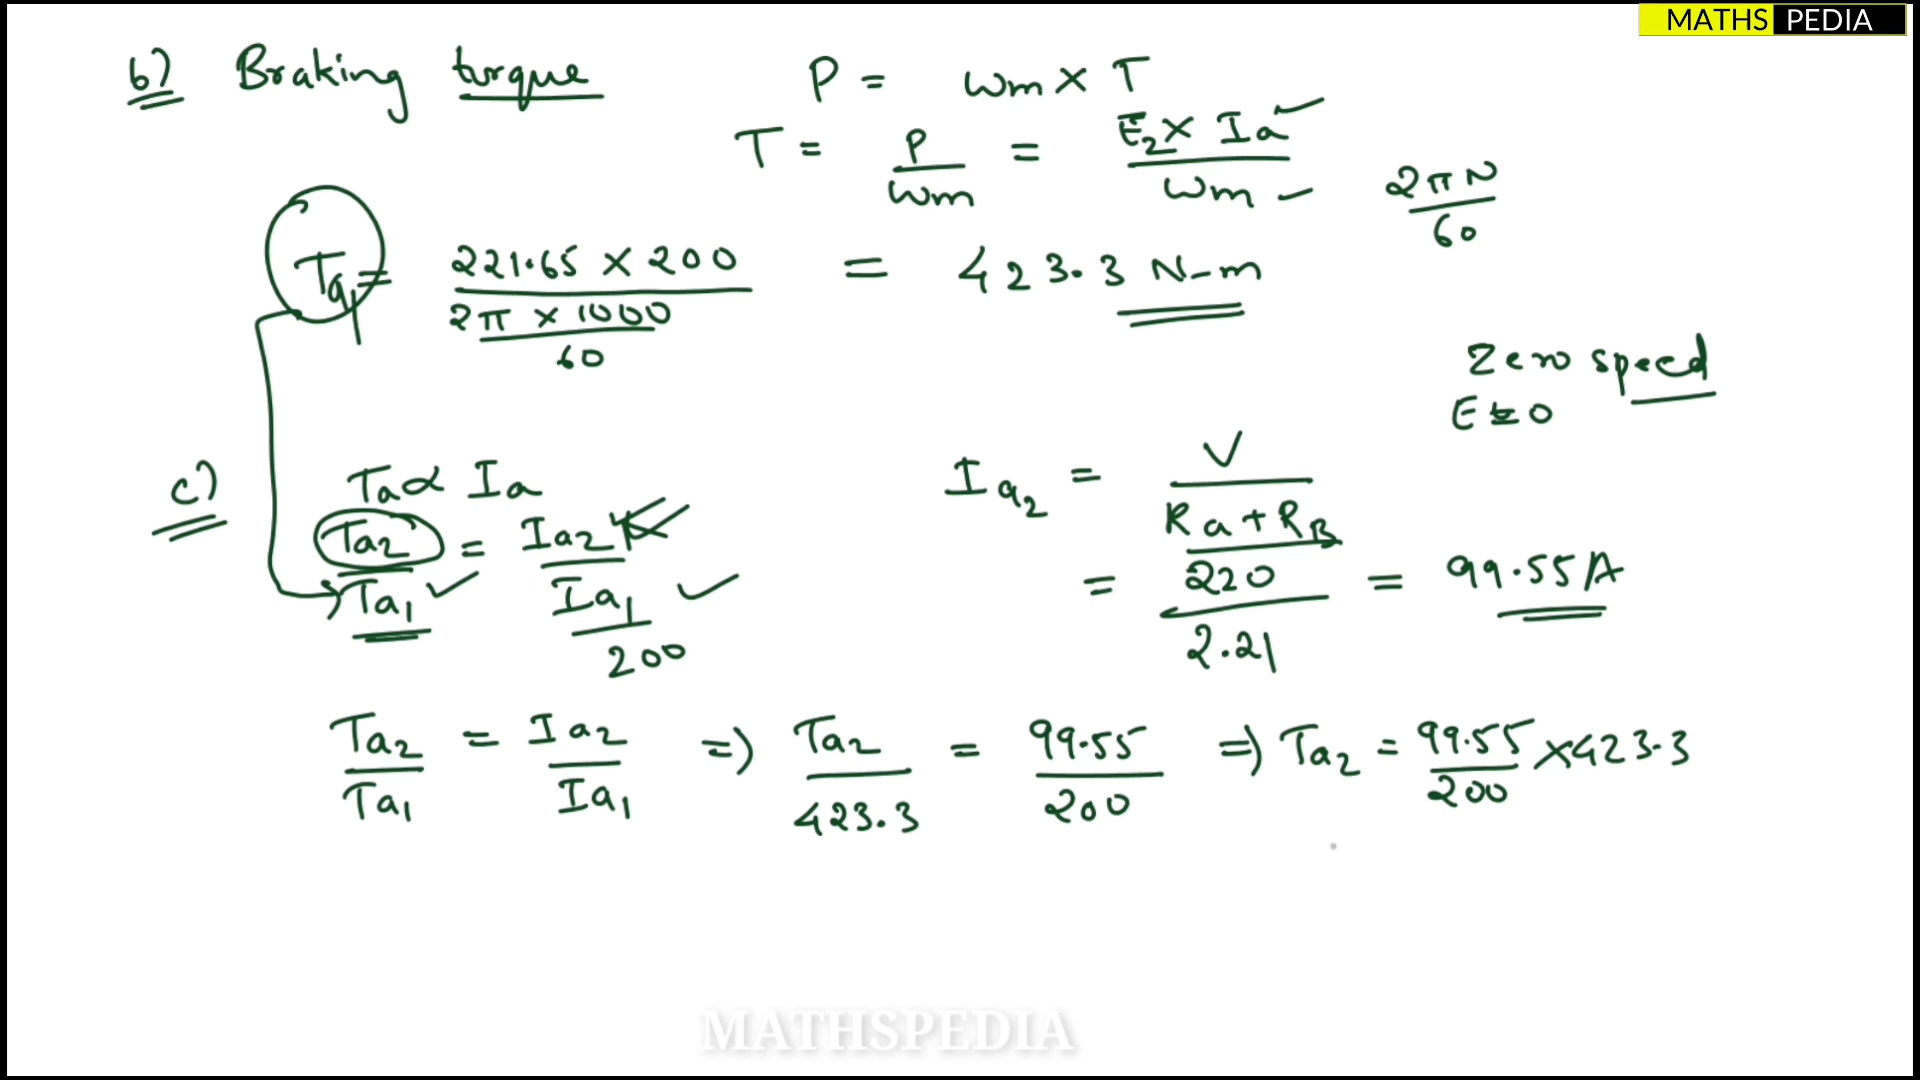 MATHS PEDIA
b) Braking torque
P = ωm × T
T = P / ωm = E2 × Ia / ωm – 2πN / 60
Ta1 = 221.65 × 200 / (2π × 1000 / 60) = 423.3 N-m
Zero speed
E = 0
c) Ta ∝ Ia
Ta2 / Ta1 = Ia2 / Ia1
200
Ia2 = V / (Ra + RB)
= 220 / 2.21 = 99.55 A
Ta2 / Ta1 = Ia2 / Ia1 => Ta2 / 423.3 = 99.55 / 200 => Ta2 = 99.55 / 200 × 423.3
MATHSPEDIA